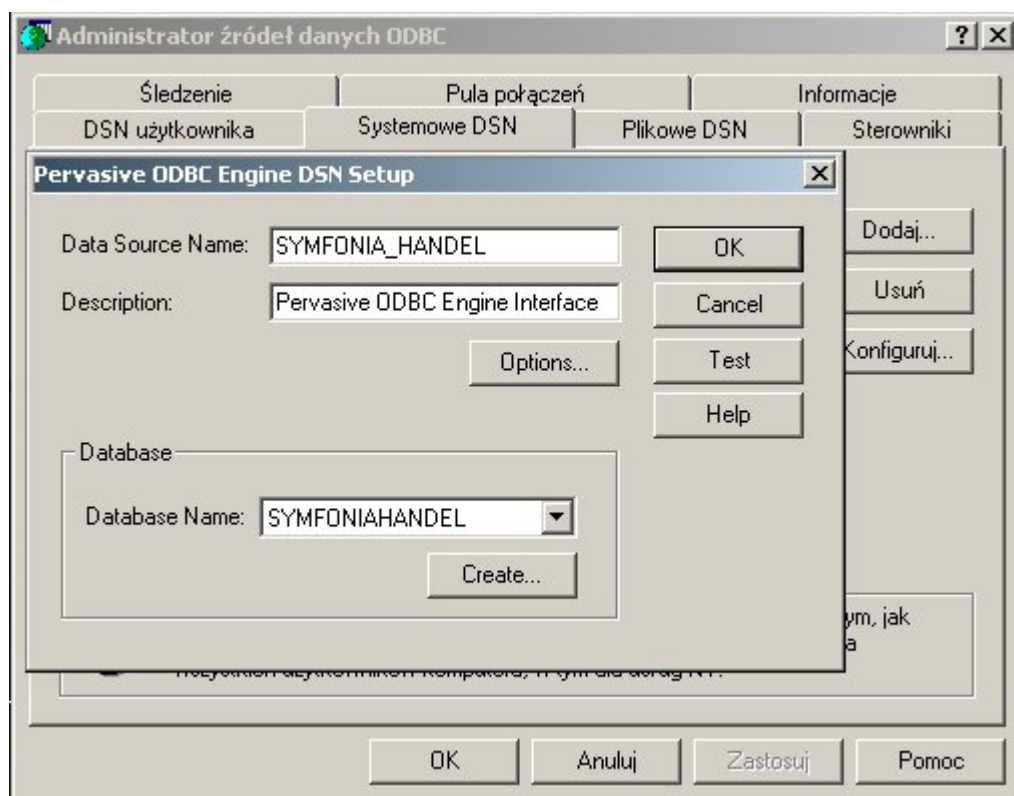 Administrator źródeł danych ODBC
Śledzenie
Pula połączeń
Informacje
DSN użytkownika
Systemowe DSN
Plikowe DSN
Sterowniki
Pervasive ODBC Engine DSN Setup
Data Source Name:
SYMFONIA_HANDEL
OK
Dodaj...
Description:
Pervasive ODBC Engine Interface
Cancel
Usuń
Options...
Test
Konfiguruj...
Help
Database
Database Name:
SYMFONIAHANDEL
Create...
ym, jak
a
OK
Anuluj
Zastosuj
Pomoc